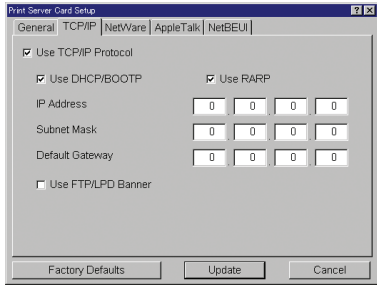 Print Server Card Setup
General TCP/IP NetWare AppleTalk NetBEUI
Use TCP/IP Protocol
Use DHCP/BOOTP Use RARP
IP Address 0 . 0 . 0 . 0
Subnet Mask 0 . 0 . 0 . 0
Default Gateway 0 . 0 . 0 . 0
Use FTP/LPD Banner
Factory Defaults Update Cancel